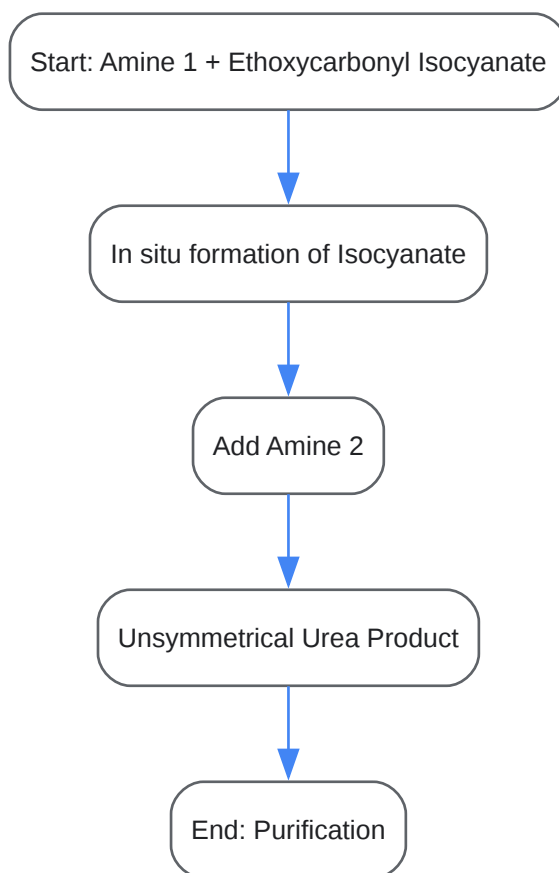 Start: Amine 1 + Ethoxycarbonyl Isocyanate
In situ formation of Isocyanate
Add Amine 2
Unsymmetrical Urea Product
End: Purification